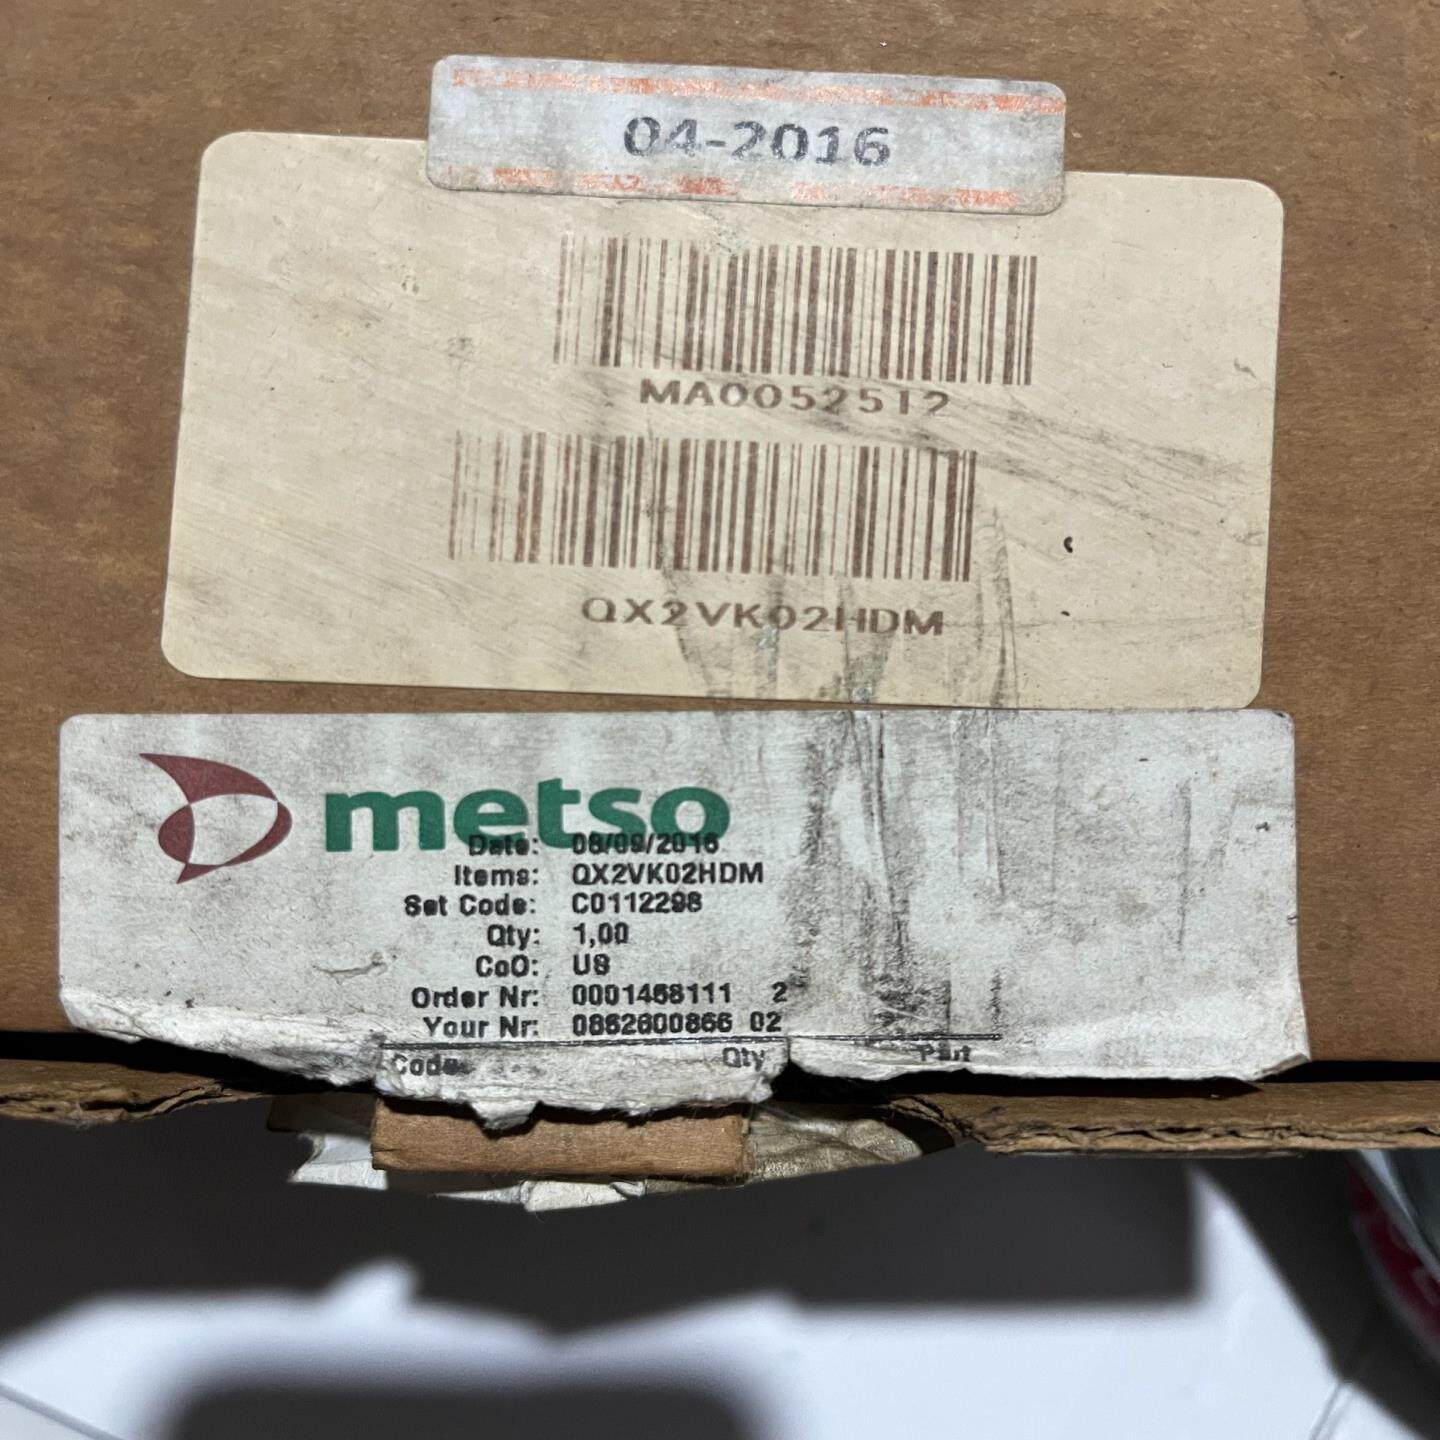 04-2016
MA0052512
QX2VK02HDM
metso
Date: 08/09/2016
Items: QX2VK02HDM
Set Code: C0112298
Qty: 1,00
CoO: US
Order Nr: 0001458111 2
Your Nr: 0862600866 02
Code Qty Part